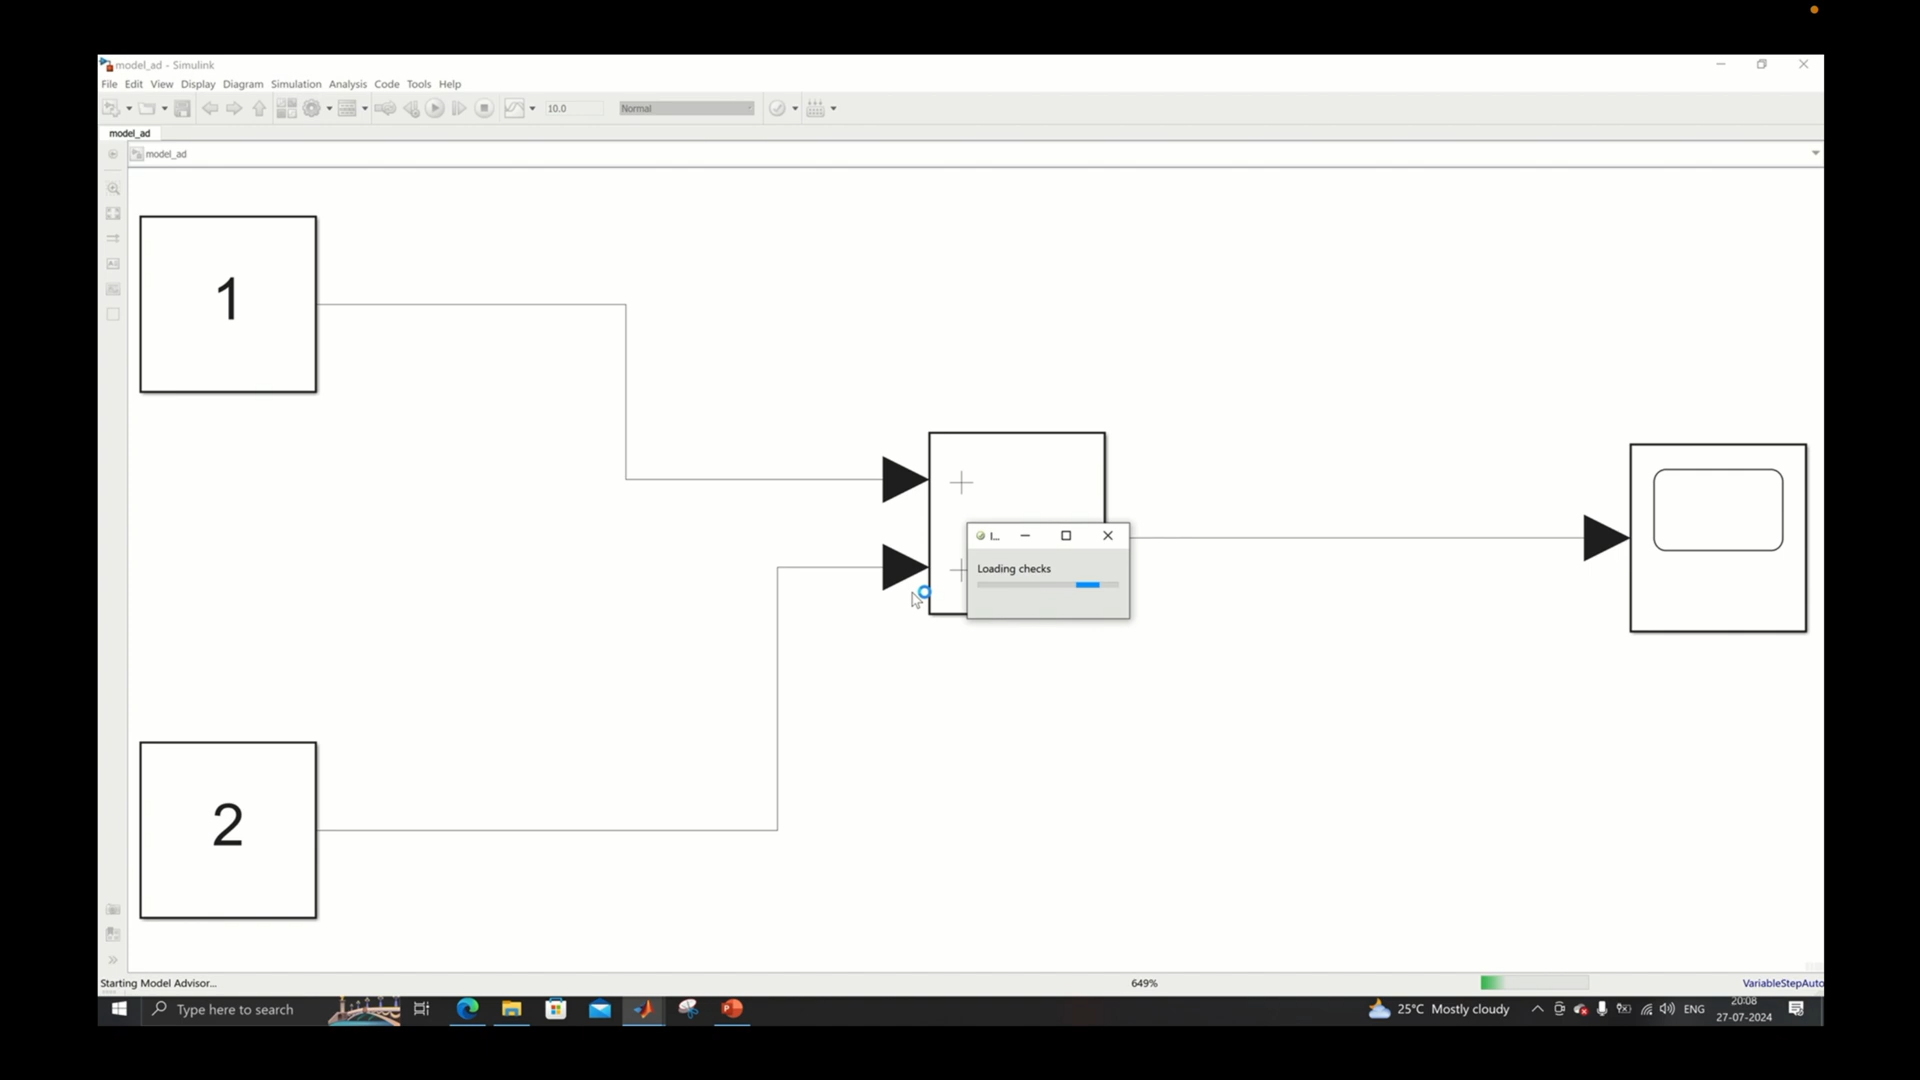 model_ad - Simulink
File Edit View Display Diagram Simulation Analysis Code Tools Help
10.0 Normal
model_ad
model_ad
1
I...
Loading checks
2
Starting Model Advisor... 649% VariableStepAuto
Type here to search 25°C Mostly cloudy ENG 20:08
27-07-2024